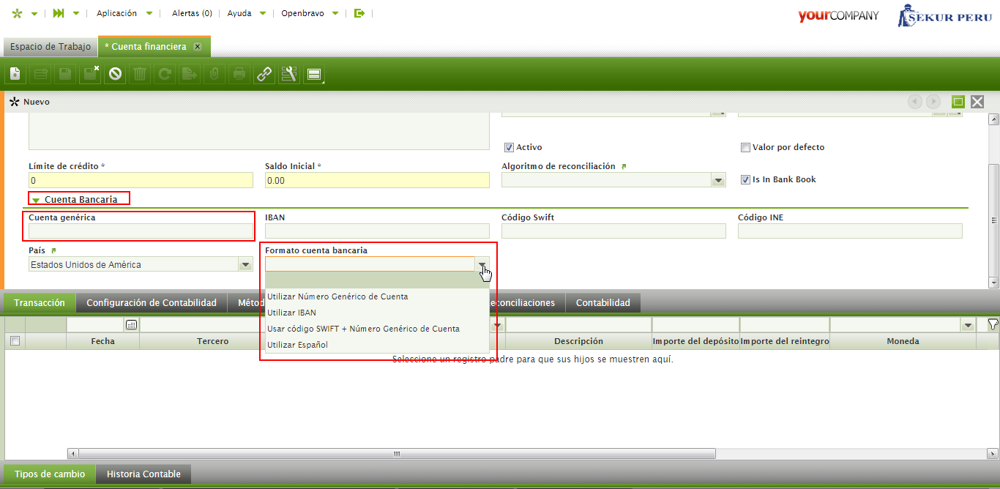 Aplicación Alertas (0) Ayuda Openbravo
yourCOMPANY SEKUR PERU
Espacio de Trabajo * Cuenta financiera
Nuevo
Activo Valor por defecto
Límite de crédito * Saldo Inicial * Algoritmo de reconciliación
0 0.00 Is In Bank Book
Cuenta Bancaria
Cuenta genérica IBAN Código Swift Código INE
País Formato cuenta bancaria
Estados Unidos de América
Utilizar Número Genérico de Cuenta
Utilizar IBAN
Usar código SWIFT + Número Genérico de Cuenta
Utilizar Español
Transacción Configuración de Contabilidad Métod econciliaciones Contabilidad
Fecha Tercero Descripción Importe del depósito Importe del reintegro Moneda
Seleccione un registro padre para que sus hijos se muestren aquí.
Tipos de cambio Historia Contable